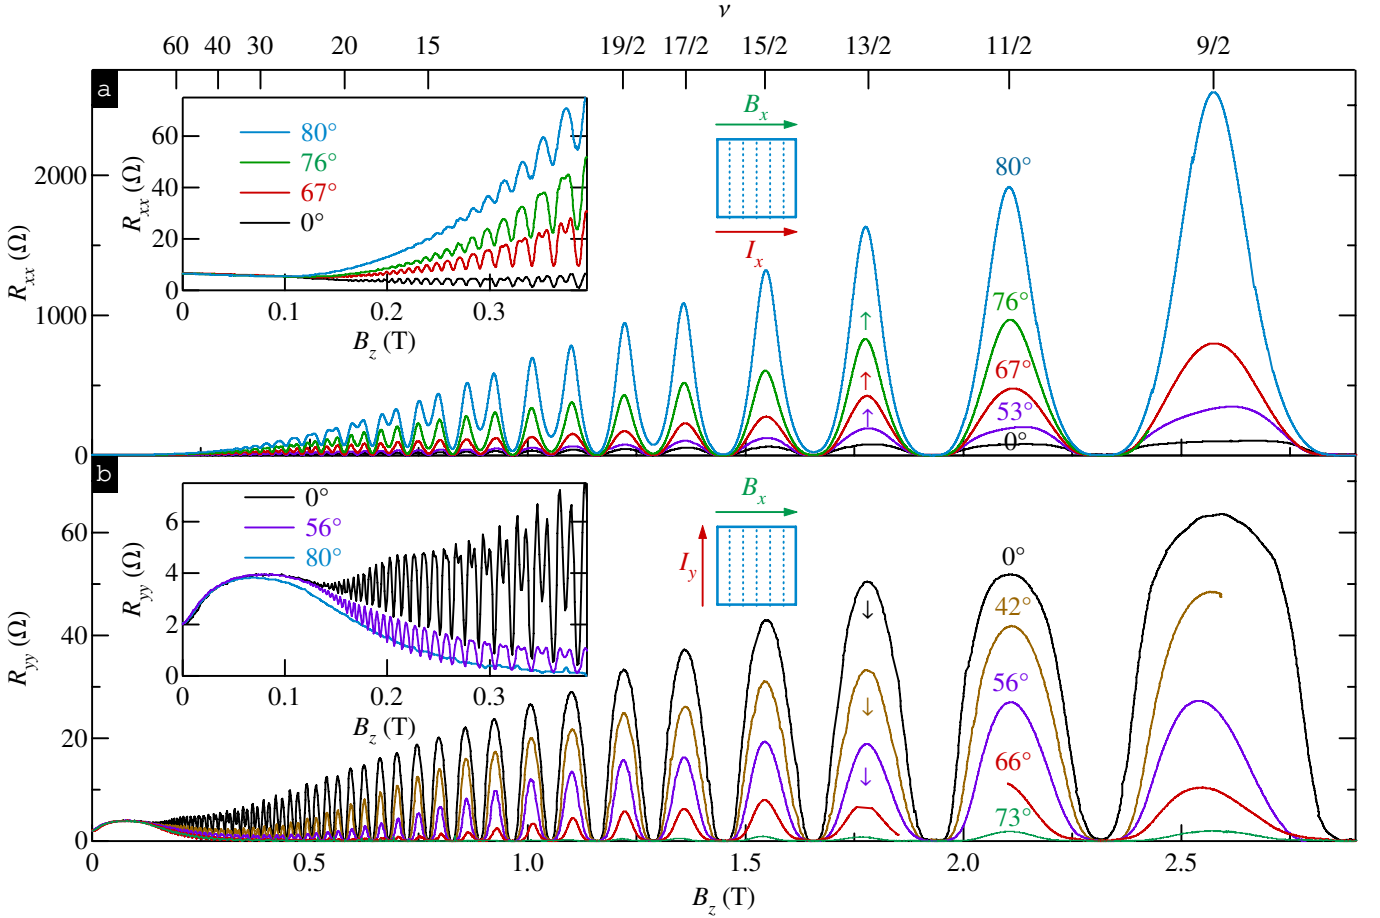 ν
60 40 30 20 15 19/2 17/2 15/2 13/2 11/2 9/2
a
R_xx (Ω)
2000
1000
0
R_xx (Ω)
60
40
20
0
80°
76°
67°
0°
0 0.1 0.2 0.3
B_z (T)
B_x
I_x
80°
76°
67°
53°
0°
↑
↑
↑
b
R_yy (Ω)
60
40
20
0
R_yy (Ω)
6
4
2
0
0°
56°
80°
0 0.1 0.2 0.3
B_z (T)
B_x
I_y
0°
42°
56°
66°
73°
↓
↓
↓
0 0.5 1.0 1.5 2.0 2.5
B_z (T)